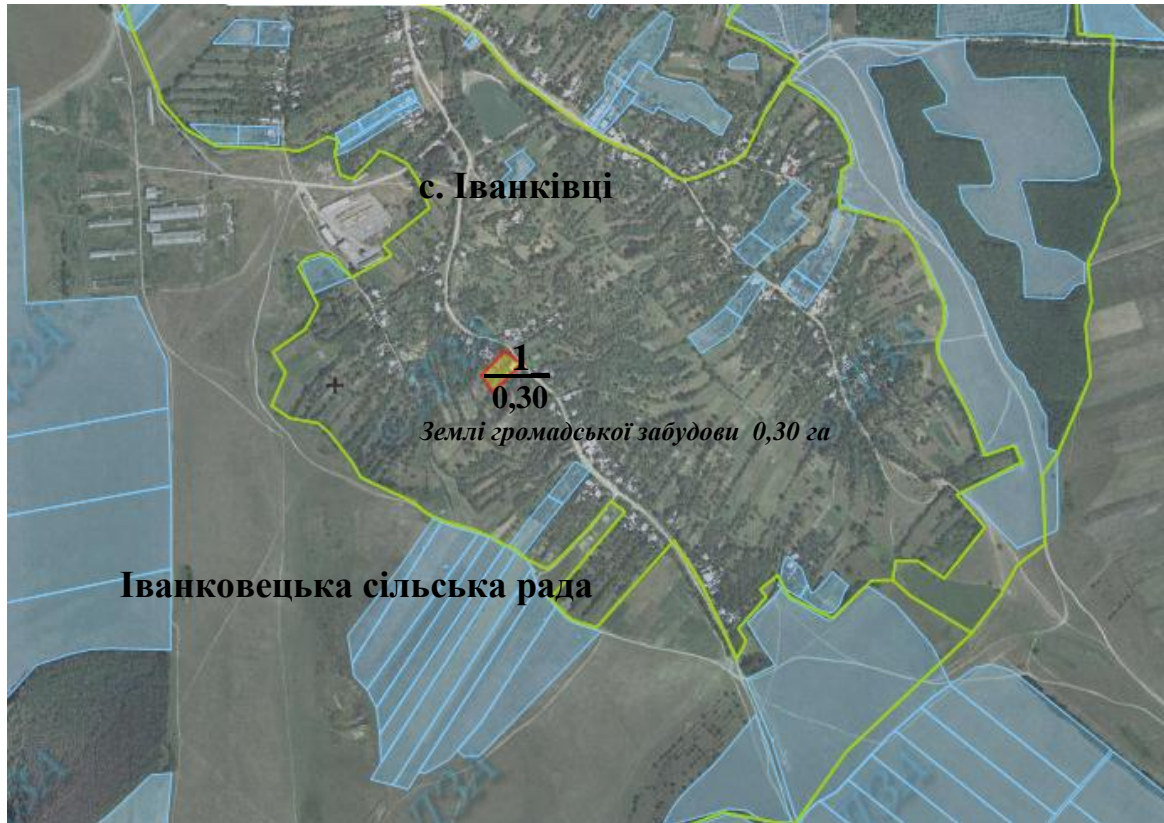 с. Іванківці
1
0,30
Землі громадської забудови 0,30 га
Іванковецька сільська рада